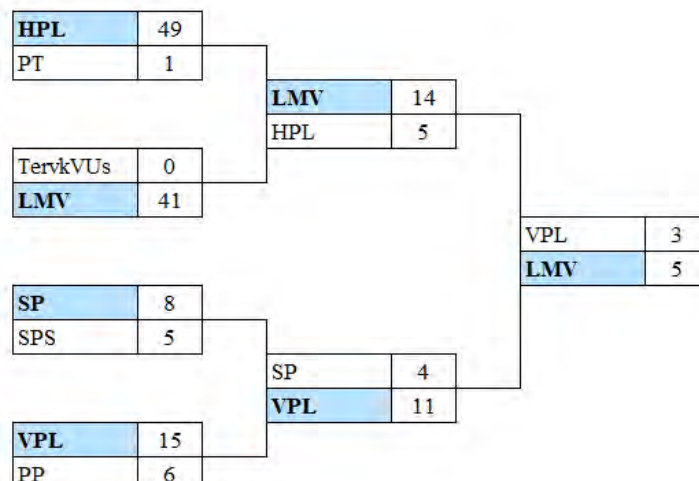 HPL 49
PT 1
LMV 14
HPL 5
TervkVUs 0
LMV 41
VPL 3
LMV 5
SP 8
SPS 5
SP 4
VPL 11
VPL 15
PP 6